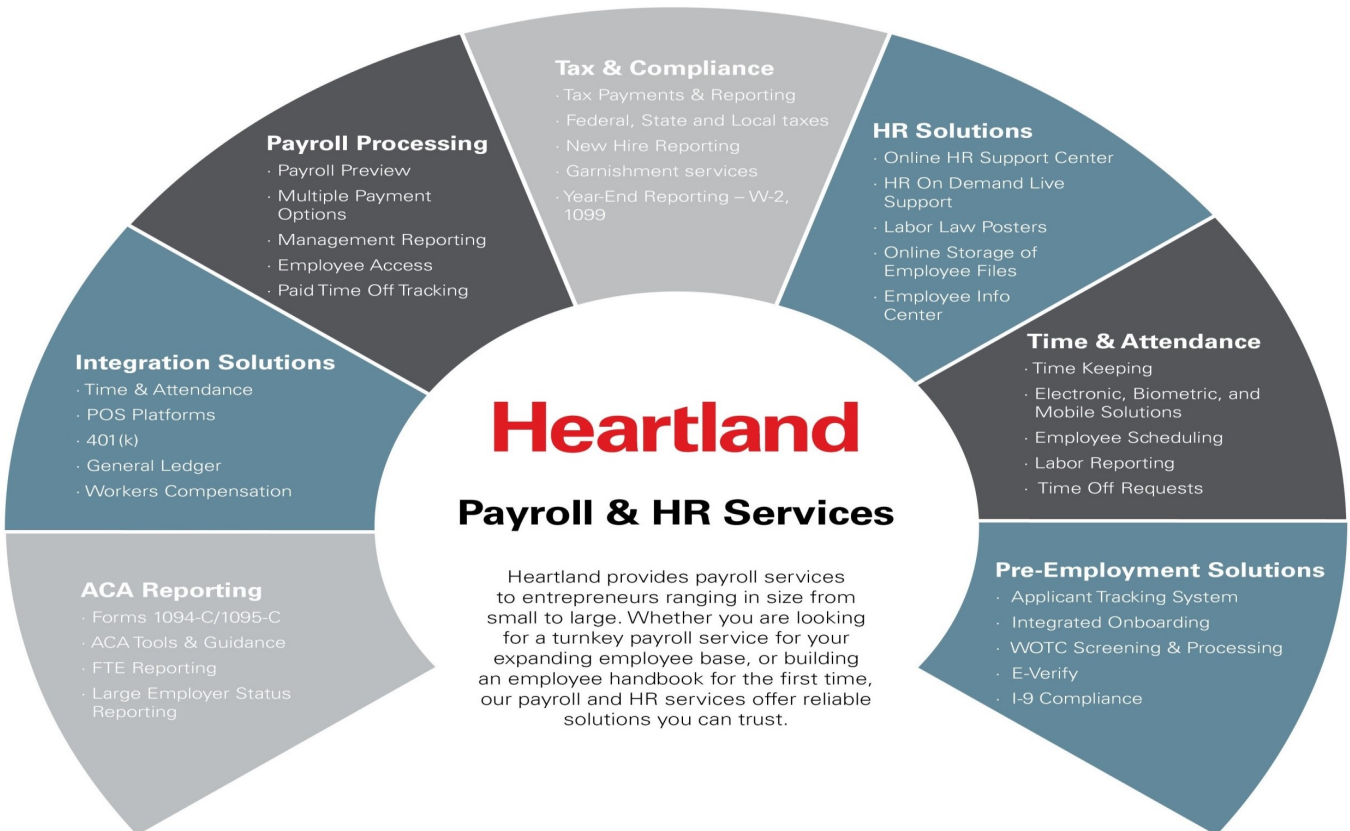 Tax & Compliance
· Tax Payments & Reporting
· Federal, State and Local taxes
· New Hire Reporting
· Garnishment services
· Year-End Reporting – W-2,
1099
Payroll Processing
· Payroll Preview
· Multiple Payment
Options
· Management Reporting
· Employee Access
· Paid Time Off Tracking
HR Solutions
· Online HR Support Center
· HR On Demand Live
Support
· Labor Law Posters
· Online Storage of
Employee Files
· Employee Info
Center
Integration Solutions
· Time & Attendance
· POS Platforms
· 401(k)
· General Ledger
· Workers Compensation
Time & Attendance
· Time Keeping
· Electronic, Biometric, and
Mobile Solutions
· Employee Scheduling
· Labor Reporting
· Time Off Requests
ACA Reporting
· Forms 1094-C/1095-C
· ACA Tools & Guidance
· FTE Reporting
· Large Employer Status
Reporting
Pre-Employment Solutions
· Applicant Tracking System
· Integrated Onboarding
· WOTC Screening & Processing
· E-Verify
· I-9 Compliance
Heartland
Payroll & HR Services
Heartland provides payroll services
to entrepreneurs ranging in size from
small to large. Whether you are looking
for a turnkey payroll service for your
expanding employee base, or building
an employee handbook for the first time,
our payroll and HR services offer reliable
solutions you can trust.